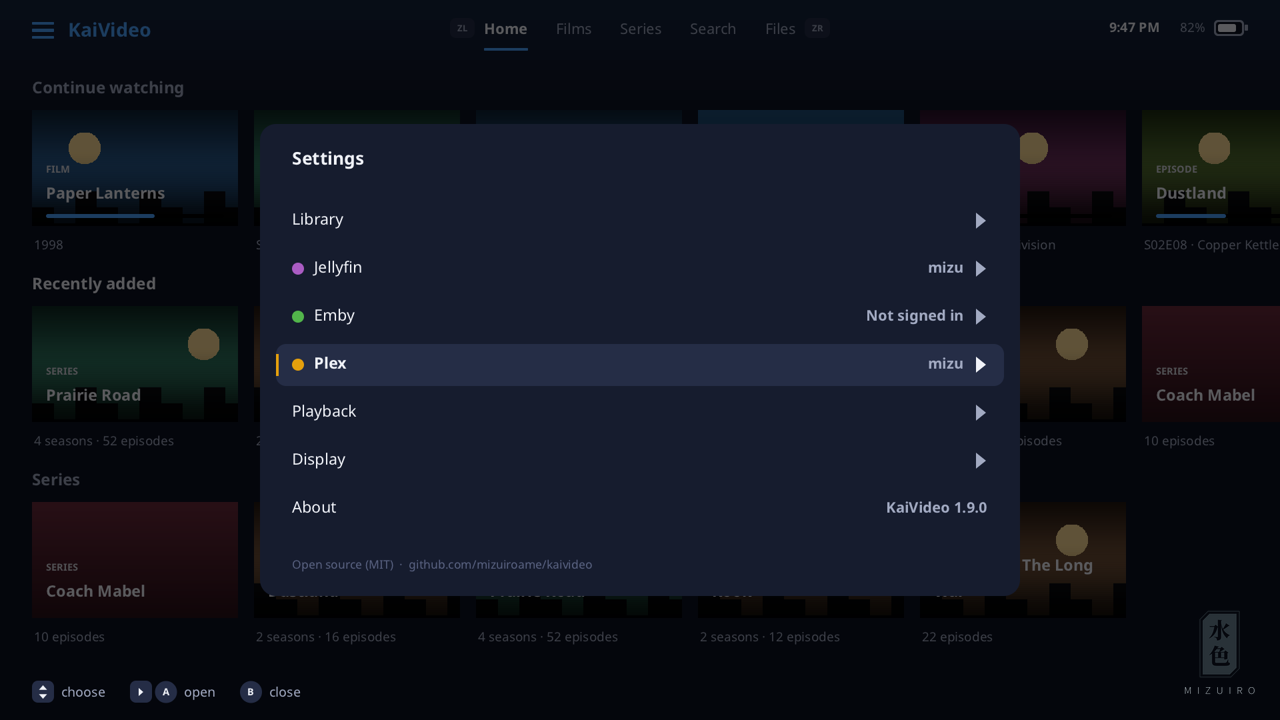 KaiVideo
ZL Home Films Series Search Files ZR
9:47 PM 82%
Continue watching
FILM
Paper Lanterns
1998
EPISODE
Dustland
S02E08 · Copper Kettle
Settings
Library
Jellyfin mizu
Emby Not signed in
Plex mizu
Playback
Display
About KaiVideo 1.9.0
Open source (MIT) · github.com/mizuiroame/kaivideo
Recently added
SERIES
Prairie Road
4 seasons · 52 episodes
SERIES
Coach Mabel
10 episodes
Series
SERIES
Coach Mabel
10 episodes
2 seasons · 16 episodes
4 seasons · 52 episodes
2 seasons · 12 episodes
The Long
22 episodes
水色
MIZUIRO
choose A open B close